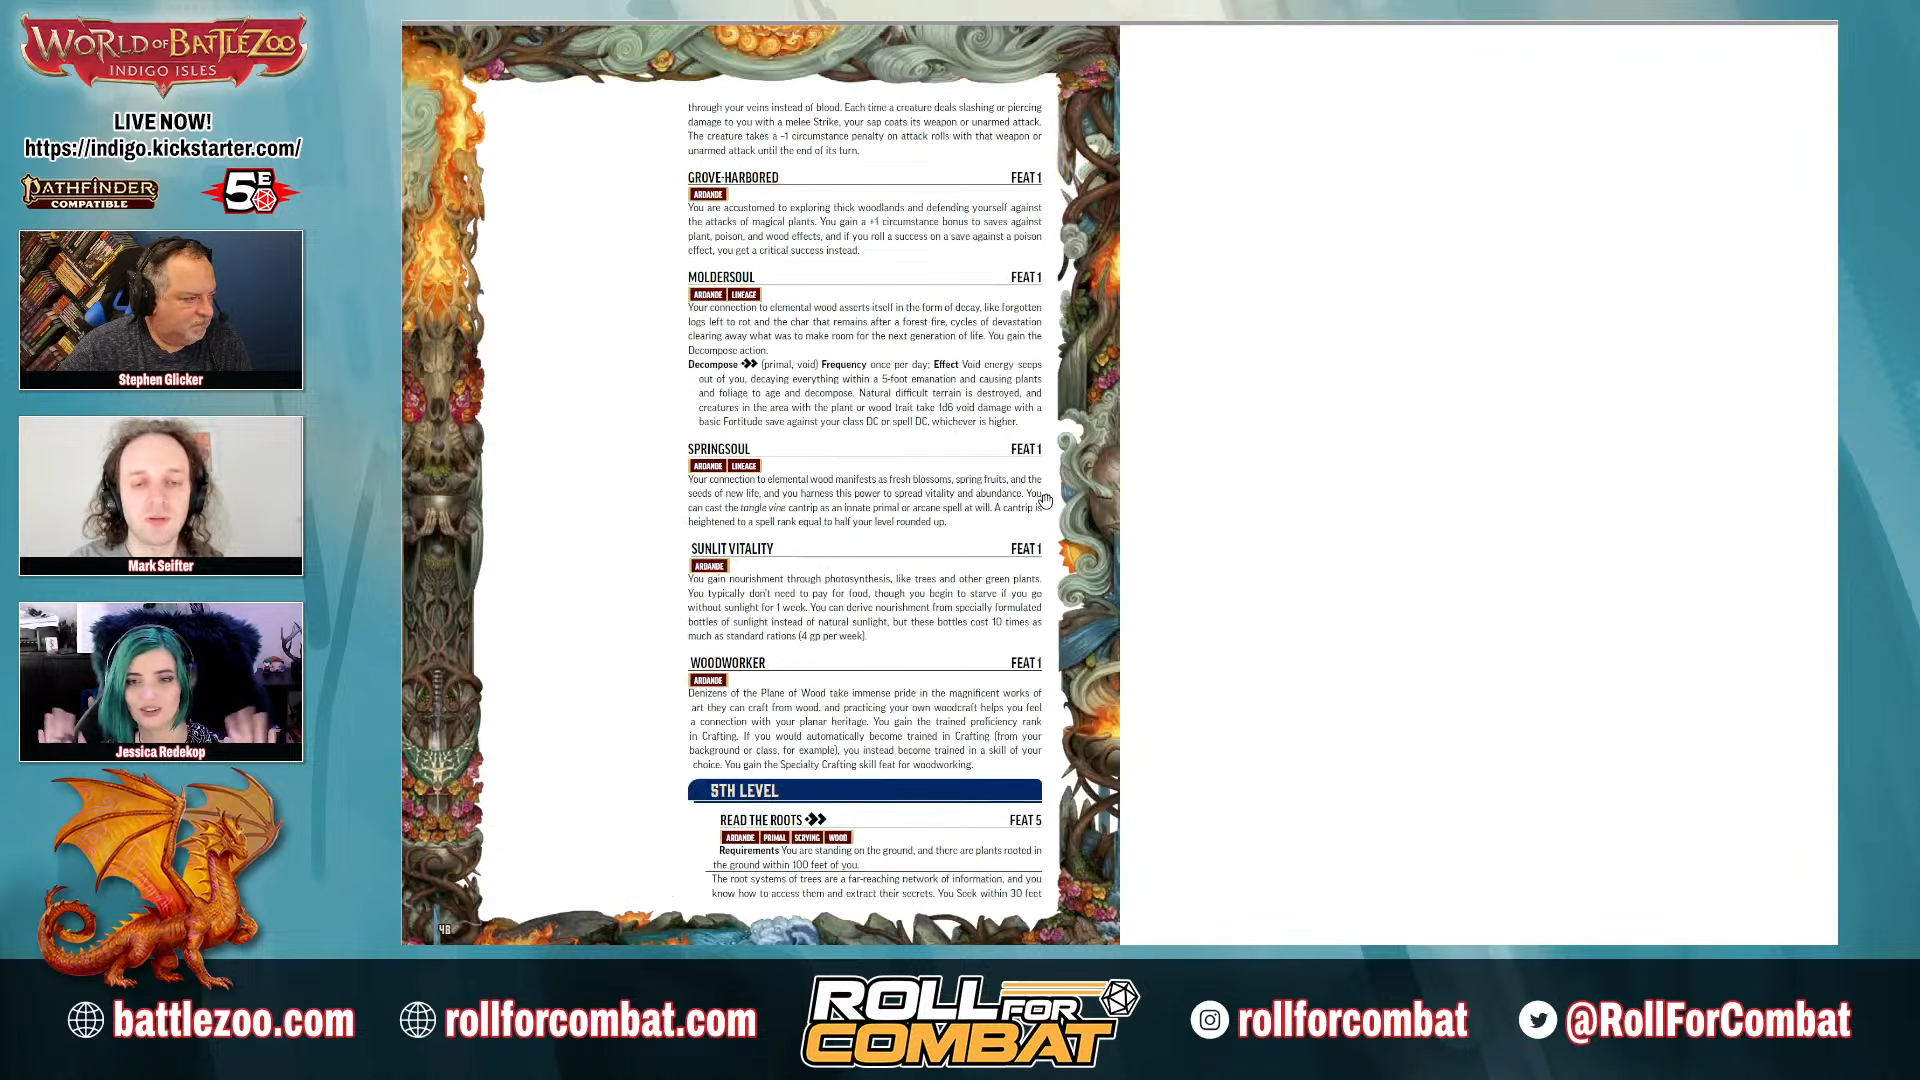 WORLD OF BATTLEZOO
INDIGO ISLES
LIVE NOW!
https://indigo.kickstarter.com/
PATHFINDER
COMPATIBLE
5E
Stephen Glicker
Mark Seifter
Jessica Redekop
through your veins instead of blood. Each time a creature deals slashing or piercing
damage to you with a melee Strike, your sap coats its weapon or unarmed attack.
The creature takes a -1 circumstance penalty on attack rolls with that weapon or
unarmed attack until the end of its turn.
GROVE-HARBORED FEAT 1
ARDANDE
You are accustomed to exploring thick woodlands and defending yourself against
the attacks of magical plants. You gain a +1 circumstance bonus to saves against
plant, poison, and wood effects, and if you roll a success on a save against a poison
effect, you get a critical success instead.
MOLDERSOUL FEAT 1
ARDANDE LINEAGE
Your connection to elemental wood asserts itself in the form of decay, like forgotten
logs left to rot and the char that remains after a forest fire, cycles of devastation
clearing away what was to make room for the next generation of life. You gain the
Decompose action.
Decompose (primal, void) Frequency once per day; Effect Void energy seeps
out of you, decaying everything within a 5-foot emanation and causing plants
and foliage to age and decompose. Natural difficult terrain is destroyed, and
creatures in the area with the plant or wood trait take 1d6 void damage with a
basic Fortitude save against your class DC or spell DC, whichever is higher.
SPRINGSOUL FEAT 1
ARDANDE LINEAGE
Your connection to elemental wood manifests as fresh blossoms, spring fruits, and the
seeds of new life, and you harness this power to spread vitality and abundance. You
can cast the tangle vine cantrip as an innate primal or arcane spell at will. A cantrip is
heightened to a spell rank equal to half your level rounded up.
SUNLIT VITALITY FEAT 1
ARDANDE
You gain nourishment through photosynthesis, like trees and other green plants.
You typically don't need to pay for food, though you begin to starve if you go
without sunlight for 1 week. You can derive nourishment from specially formulated
bottles of sunlight instead of natural sunlight, but these bottles cost 10 times as
much as standard rations (4 gp per week).
WOODWORKER FEAT 1
ARDANDE
Denizens of the Plane of Wood take immense pride in the magnificent works of
art they can craft from wood, and practicing your own woodcraft helps you feel
a connection with your planar heritage. You gain the trained proficiency rank
in Crafting. If you would automatically become trained in Crafting (from your
background or class, for example), you instead become trained in a skill of your
choice. You gain the Specialty Crafting skill feat for woodworking.
5TH LEVEL
READ THE ROOTS FEAT 5
ARDANDE PRIMAL SCRYING WOOD
Requirements You are standing on the ground, and there are plants rooted in
the ground within 100 feet of you.
The root systems of trees are a far-reaching network of information, and you
know how to access them and extract their secrets. You Seek within 30 feet
48
battlezoo.com
rollforcombat.com
ROLL FOR
COMBAT
rollforcombat
@RollForCombat